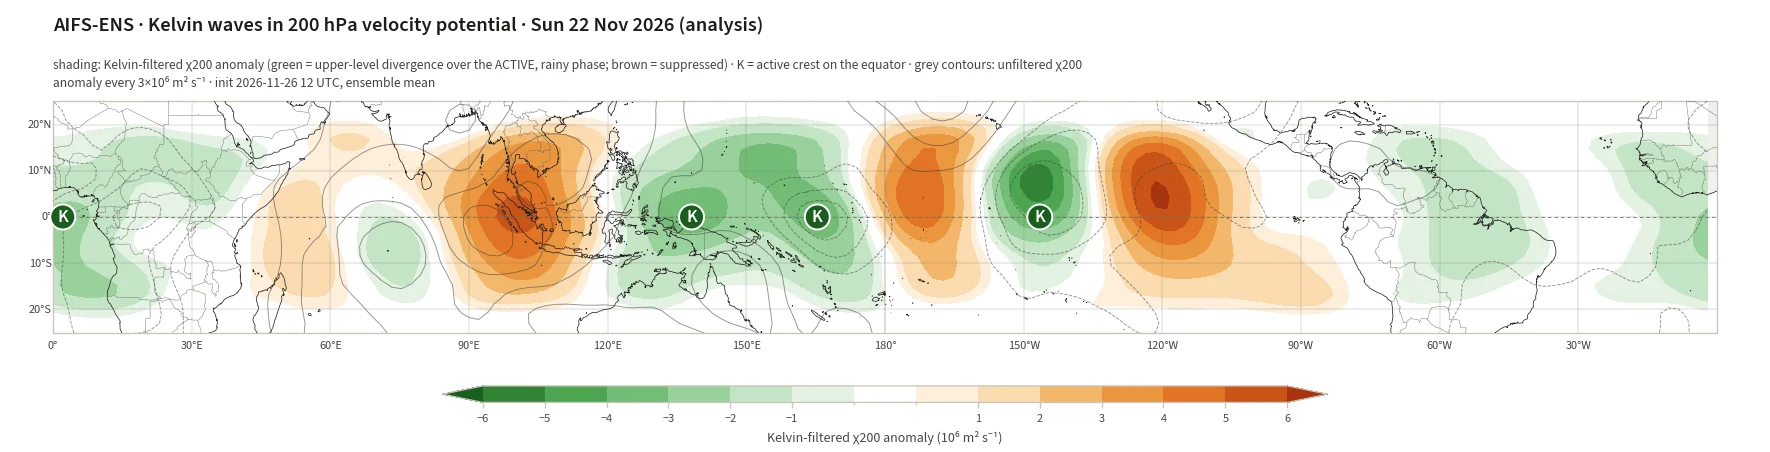 AIFS-ENS · Kelvin waves in 200 hPa velocity potential · Sun 22 Nov 2026 (analysis)
shading: Kelvin-filtered χ200 anomaly (green = upper-level divergence over the ACTIVE, rainy phase; brown = suppressed) · K = active crest on the equator · grey contours: unfiltered χ200
anomaly every 3×10⁶ m² s⁻¹ · init 2026-11-26 12 UTC, ensemble mean
20°N
10°N
0°
10°S
20°S
K K K K
0° 30°E 60°E 90°E 120°E 150°E 180° 150°W 120°W 90°W 60°W 30°W
−6 −5 −4 −3 −2 −1 1 2 3 4 5 6
Kelvin-filtered χ200 anomaly (10⁶ m² s⁻¹)